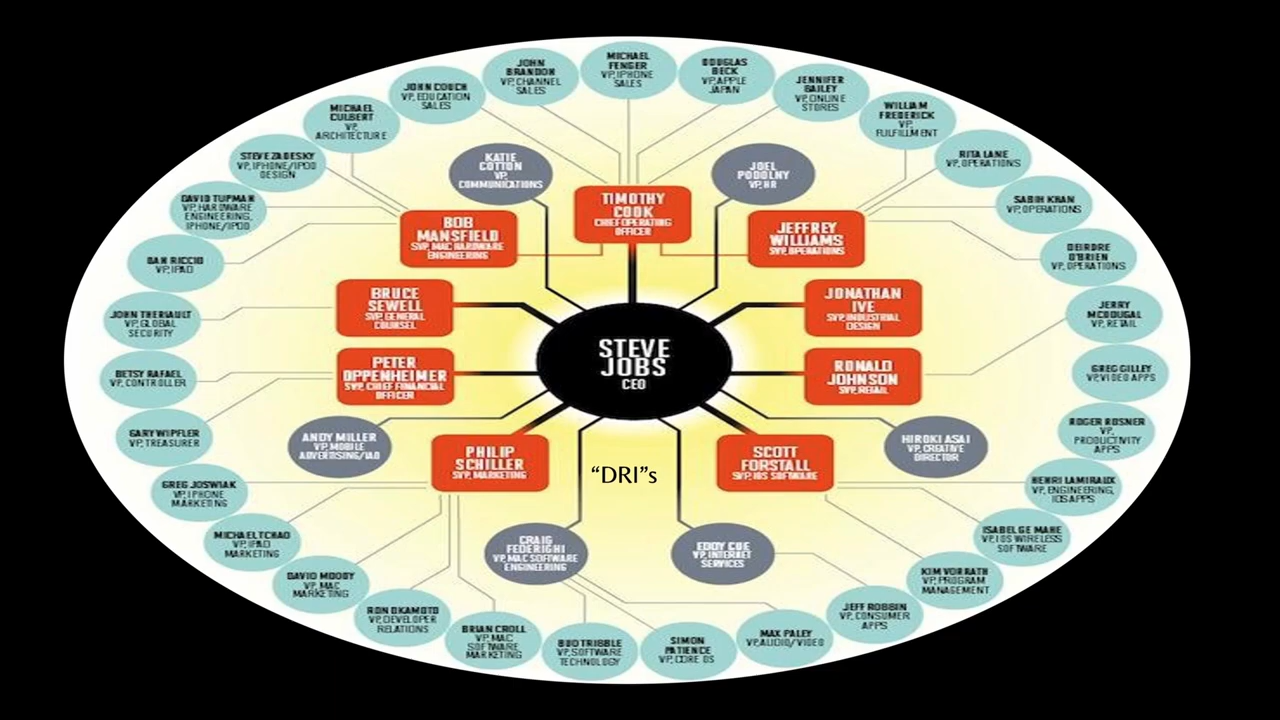 MICHAEL
FENGER
VP, IPHONE
SALES
DOUGLAS
BECK
VP, APPLE
JAPAN
JENNIFER
BAILEY
VP, ONLINE
STORES
WILLIAM
FREDERICK
VP,
FULFILLMENT
RITA LANE
VP, OPERATIONS
SABIH KHAN
VP, OPERATIONS
DEIRDRE
O'BRIEN
VP, OPERATIONS
JERRY
MCDOUGAL
VP, RETAIL
GREG GILLEY
VP, VIDEO APPS
ROGER ROSNER
VP,
PRODUCTIVITY
APPS
HENRI LAMIRAUX
VP, ENGINEERING,
IOS APPS
ISABEL GE MAHE
VP, IOS WIRELESS
SOFTWARE
KIM VORRATH
VP, PROGRAM
MANAGEMENT
JEFF ROBBIN
VP, CONSUMER
APPS
MAX PALEY
VP, AUDIO/VIDEO
SIMON
PATIENCE
VP, CORE OS
BUD TRIBBLE
VP, SOFTWARE
TECHNOLOGY
BRIAN CROLL
VP, MAC
SOFTWARE
MARKETING
RON OKAMOTO
VP, DEVELOPER
RELATIONS
DAVID MOODY
VP, MAC
MARKETING
MICHAEL TCHAO
VP, IPAD
MARKETING
GREG JOSWIAK
VP, IPHONE
MARKETING
GARY WIPFLER
VP, TREASURER
BETSY RAFAEL
VP, CONTROLLER
JOHN THERIAULT
VP, GLOBAL
SECURITY
DAN RICCIO
VP, IPAD
DAVID TUPMAN
VP, HARDWARE
ENGINEERING,
IPHONE/IPOD
STEVE ZADESKY
VP, IPHONE/IPOD
DESIGN
MICHAEL
CULBERT
VP,
ARCHITECTURE
JOHN COUCH
VP, EDUCATION
SALES
JOHN
BRANDON
VP, CHANNEL
SALES
KATIE
COTTON
VP,
COMMUNICATIONS
JOEL
PODOLNY
VP, HR
TIMOTHY
COOK
CHIEF OPERATING
OFFICER
BOB
MANSFIELD
SVP, MAC HARDWARE
ENGINEERING
JEFFREY
WILLIAMS
SVP, OPERATIONS
BRUCE
SEWELL
SVP, GENERAL
COUNSEL
JONATHAN
IVE
SVP, INDUSTRIAL
DESIGN
STEVE
JOBS
CEO
PETER
OPPENHEIMER
SVP, CHIEF FINANCIAL
OFFICER
RONALD
JOHNSON
SVP, RETAIL
ANDY MILLER
VP, MOBILE
ADVERTISING/IAD
HIROKI ASAI
VP, CREATIVE
DIRECTOR
PHILIP
SCHILLER
SVP, MARKETING
“DRI”s
SCOTT
FORSTALL
SVP, IOS SOFTWARE
CRAIG
FEDERIGHI
VP, MAC SOFTWARE
ENGINEERING
EDDY CUE
VP, INTERNET
SERVICES